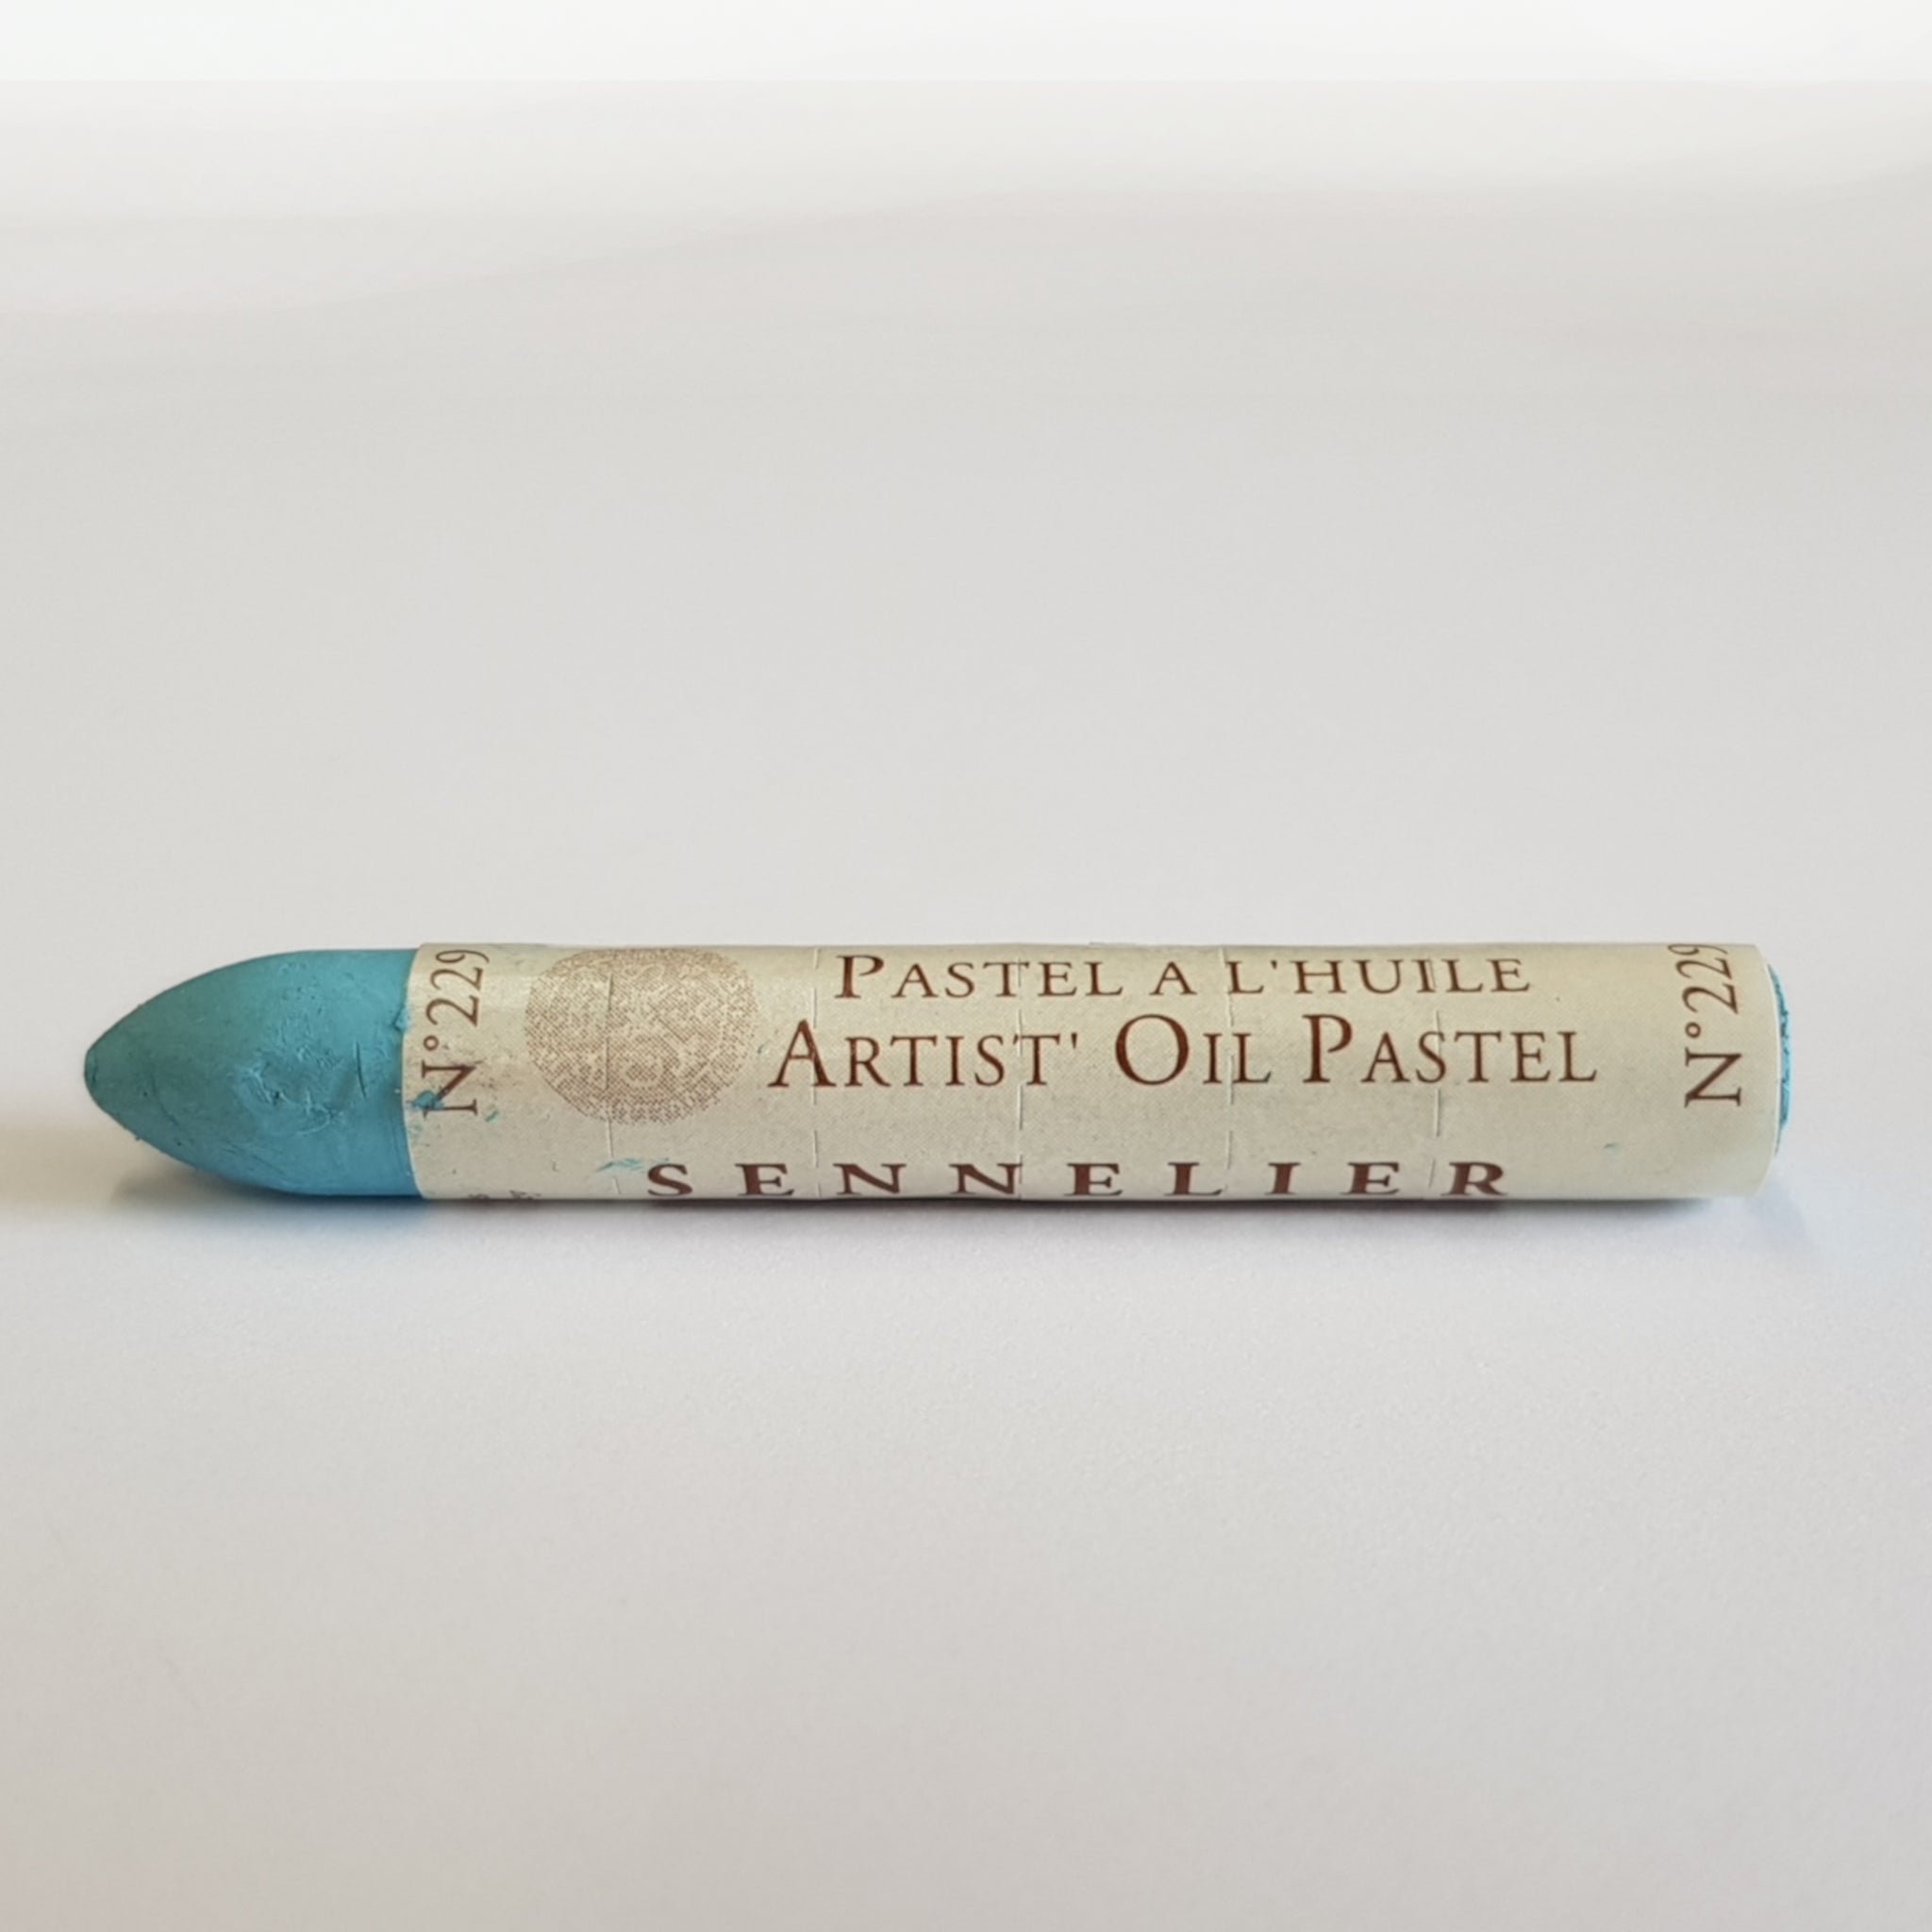 N°229
PASTEL A L'HUILE
ARTIST' OIL PASTEL
SENNELIER
N°229